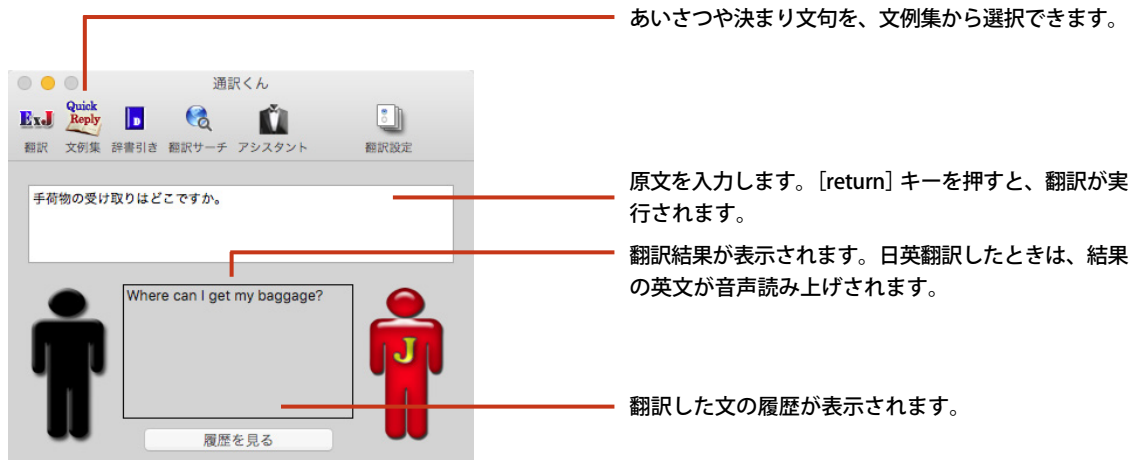 あいさつや決まり文句を、文例集から選択できます。
通訳くん
ExJ
Quick
Reply
D
翻訳 文例集 辞書引き 翻訳サーチ アシスタント 翻訳設定
手荷物の受け取りはどこですか。
原文を入力します。［return］キーを押すと、翻訳が実
行されます。
翻訳結果が表示されます。日英翻訳したときは、結果
の英文が音声読み上げされます。
Where can I get my baggage?
J
翻訳した文の履歴が表示されます。
履歴を見る